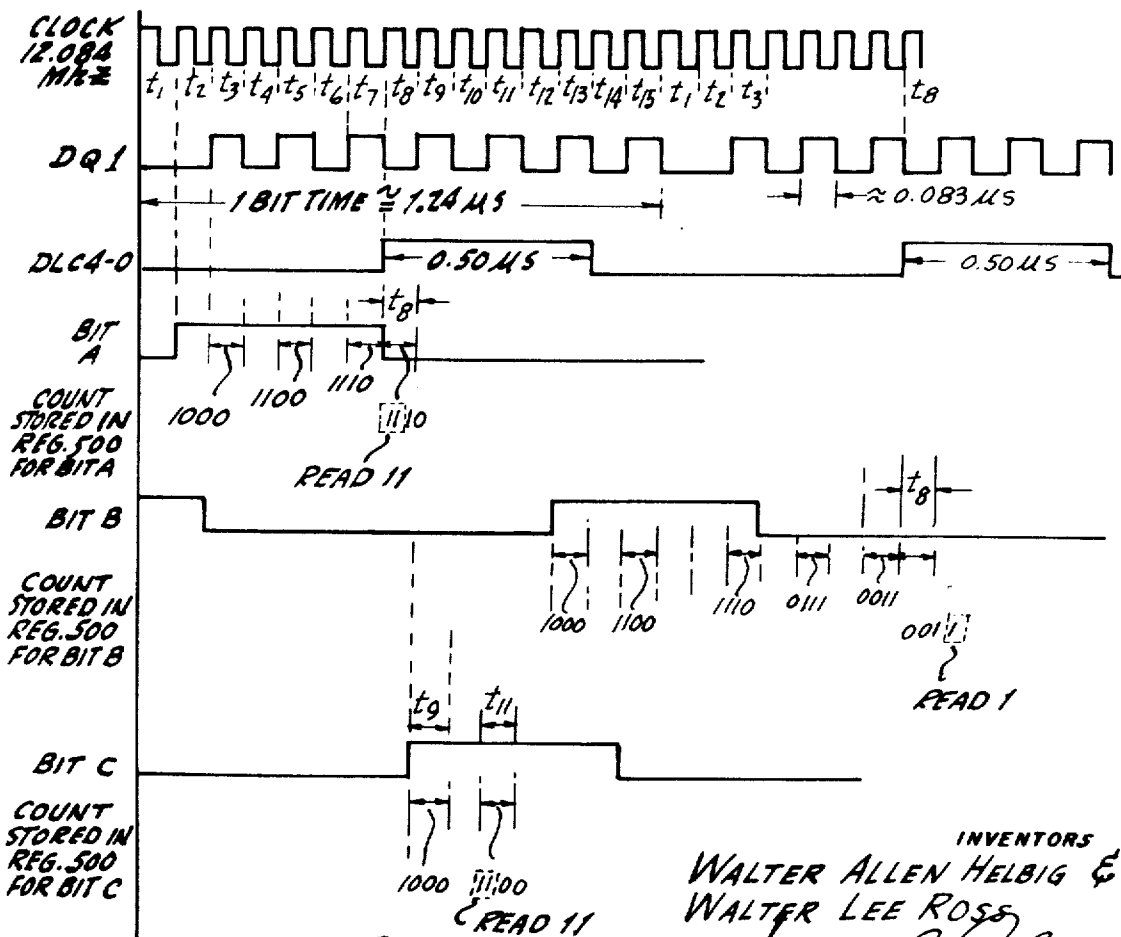 CLOCK
12.084
MHZ
t1 t2 t3 t4 t5 t6 t7 t8 t9 t10 t11 t12 t13 t14 t15 t1 t2 t3 t8
DQ1
1 BIT TIME ≅ 1.24 µS
≈ 0.083 µS
DLC4-0
0.50 µS
0.50 µS
t8
BIT
A
1000 1100 1110
1110
COUNT
STORED IN
REG. 500
FOR BIT A
READ 11
t8
BIT B
1000 1100 1110 0111 0011
COUNT
STORED IN
REG. 500
FOR BIT B
0011
READ 1
t9 t11
BIT C
COUNT
STORED IN
REG. 500
FOR BIT C
1000 1100
READ 11
INVENTORS
WALTER ALLEN HELBIG &
WALTER LEE ROSS